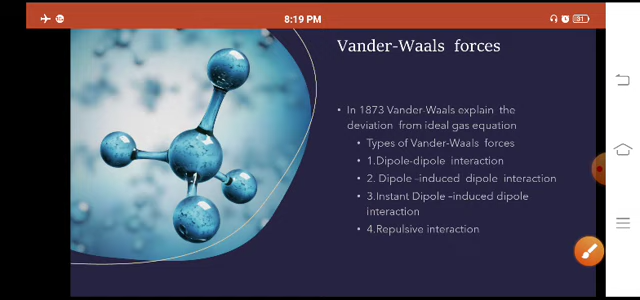 8:19 PM
31
Vander-Waals forces
• In 1873 Vander-Waals explain the
deviation from ideal gas equation
• Types of Vander-Waals forces
• 1.Dipole-dipole interaction
• 2. Dipole –induced dipole interaction
• 3.Instant Dipole –induced dipole
interaction
• 4.Repulsive interaction